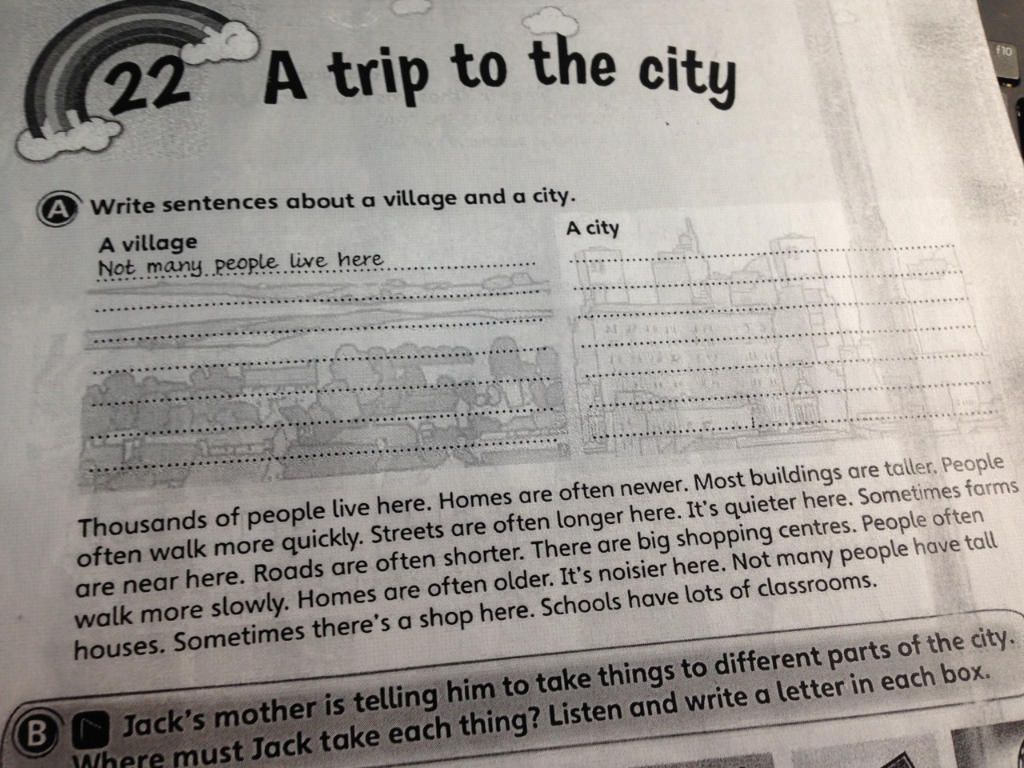 22 A trip to the city
A Write sentences about a village and a city.
A village
Not many people live here
A city
Thousands of people live here. Homes are often newer. Most buildings are taller. People
often walk more quickly. Streets are often longer here. It's quieter here. Sometimes farms
are near here. Roads are often shorter. There are big shopping centres. People often
walk more slowly. Homes are often older. It's noisier here. Not many people have tall
houses. Sometimes there's a shop here. Schools have lots of classrooms.
B Jack's mother is telling him to take things to different parts of the city.
Where must Jack take each thing? Listen and write a letter in each box.
f10